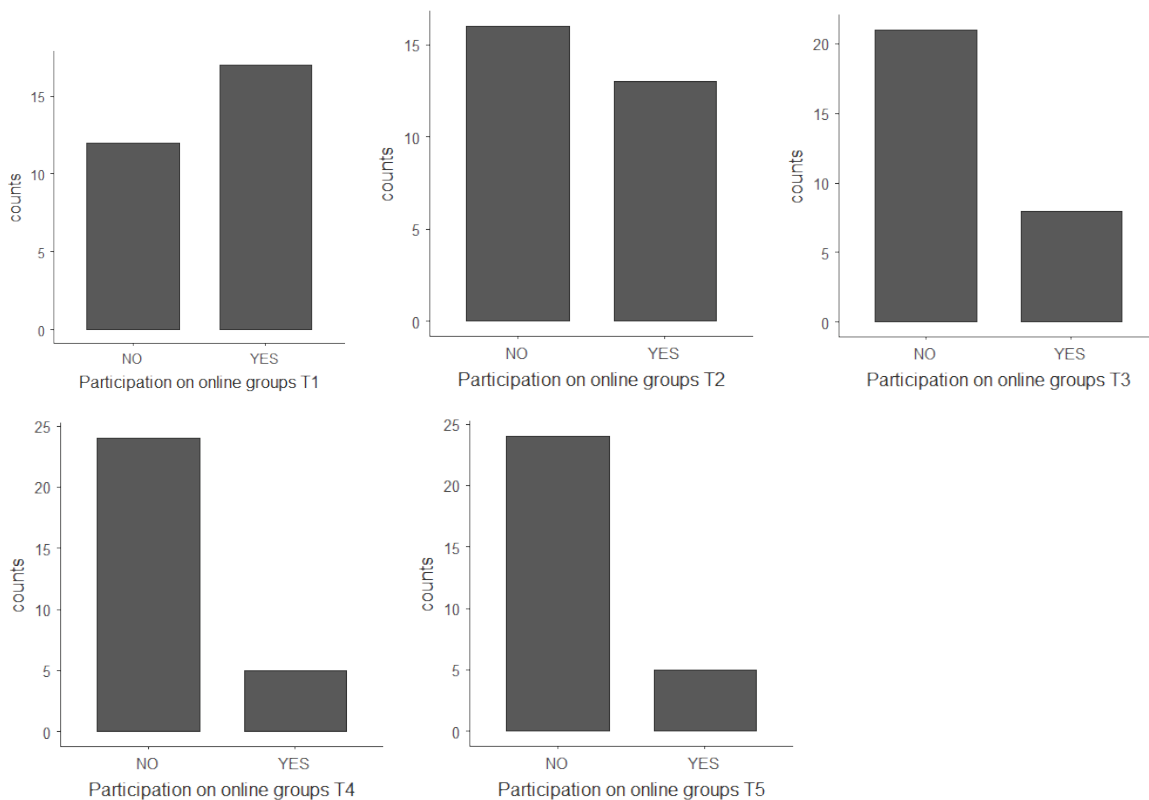 counts
15
10
5
0
NO YES
Participation on online groups T1
counts
15
10
5
0
NO YES
Participation on online groups T2
counts
20
15
10
5
0
NO YES
Participation on online groups T3
counts
25
20
15
10
5
0
NO YES
Participation on online groups T4
counts
25
20
15
10
5
0
NO YES
Participation on online groups T5